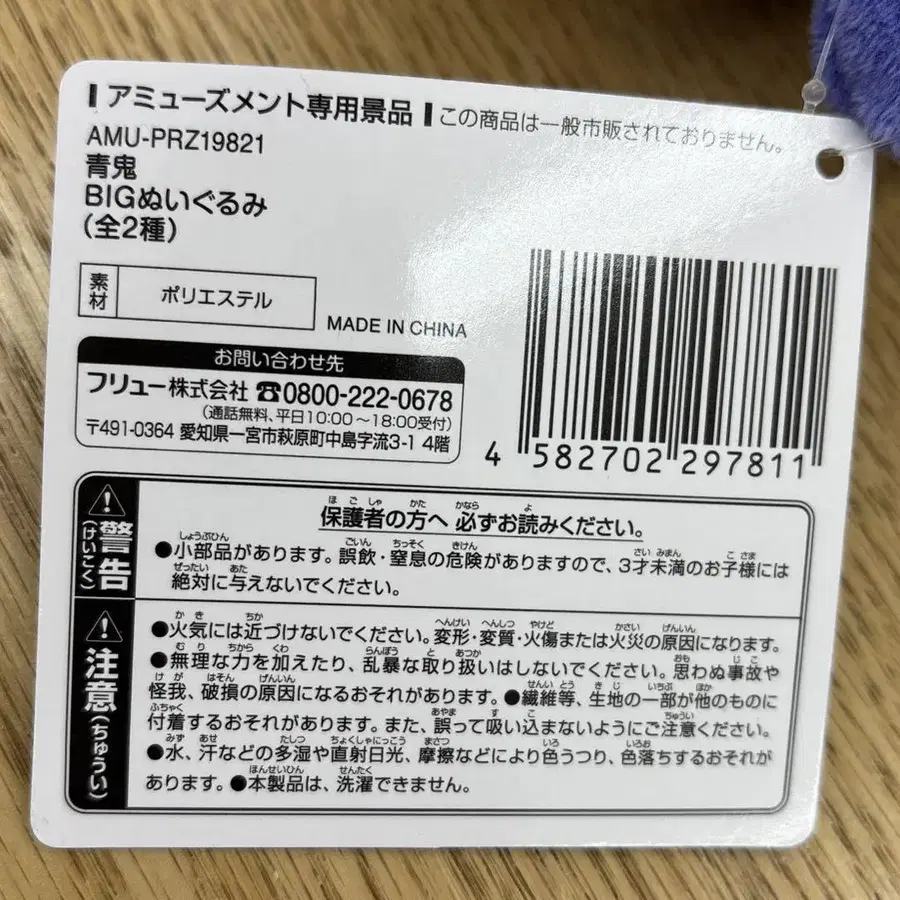 アミューズメント専用景品 この商品は一般市販されておりません。
AMU-PRZ19821
青鬼
BIGぬいぐるみ
(全2種)
素材 ポリエステル
MADE IN CHINA
お問い合わせ先
フリュー株式会社 ☎0800-222-0678
(通話無料、平日10:00~18:00受付)
〒491-0364 愛知県一宮市萩原町中島字流3-1 4階
4 582702 297811
⚠警告(けいこく)
保護者の方へ 必ずお読みください。
●小部品があります。誤飲・窒息の危険がありますので、3才未満のお子様には
絶対に与えないでください。
⚠注意(ちゅうい)
●火気には近づけないでください。変形・変質・火傷または火災の原因になります。
●無理な力を加えたり、乱暴な取り扱いはしないでください。思わぬ事故や
怪我、破損の原因になるおそれがあります。●繊維等、生地の一部が他のものに
付着するおそれがあります。また、誤って吸い込まないようにご注意ください。
●水、汗などの多湿や直射日光、摩擦などにより色うつり、色落ちするおそれが
あります。●本製品は、洗濯できません。